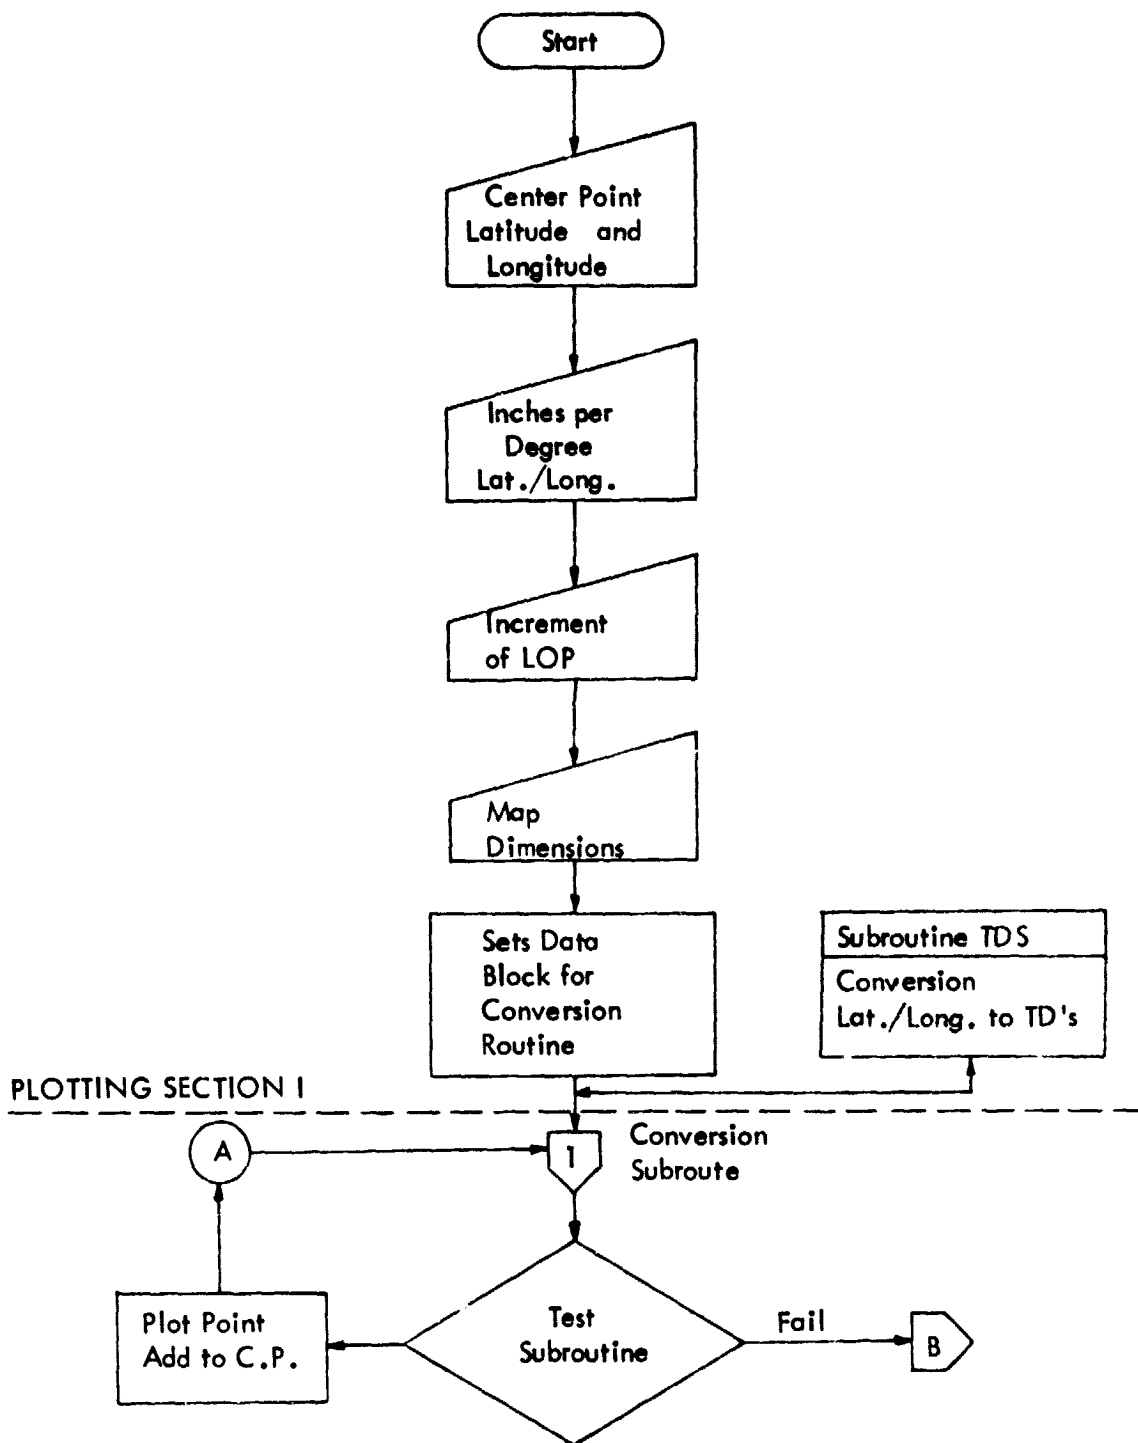 Start
Center Point
Latitude and
Longitude
Inches per
Degree
Lat./Long.
Increment
of LOP
Map
Dimensions
Sets Data
Block for
Conversion
Routine
Subroutine TDS
Conversion
Lat./Long. to TD's
PLOTTING SECTION I
A
1
Conversion
Subroute
Plot Point
Add to C.P.
Test
Subroutine
Fail
B